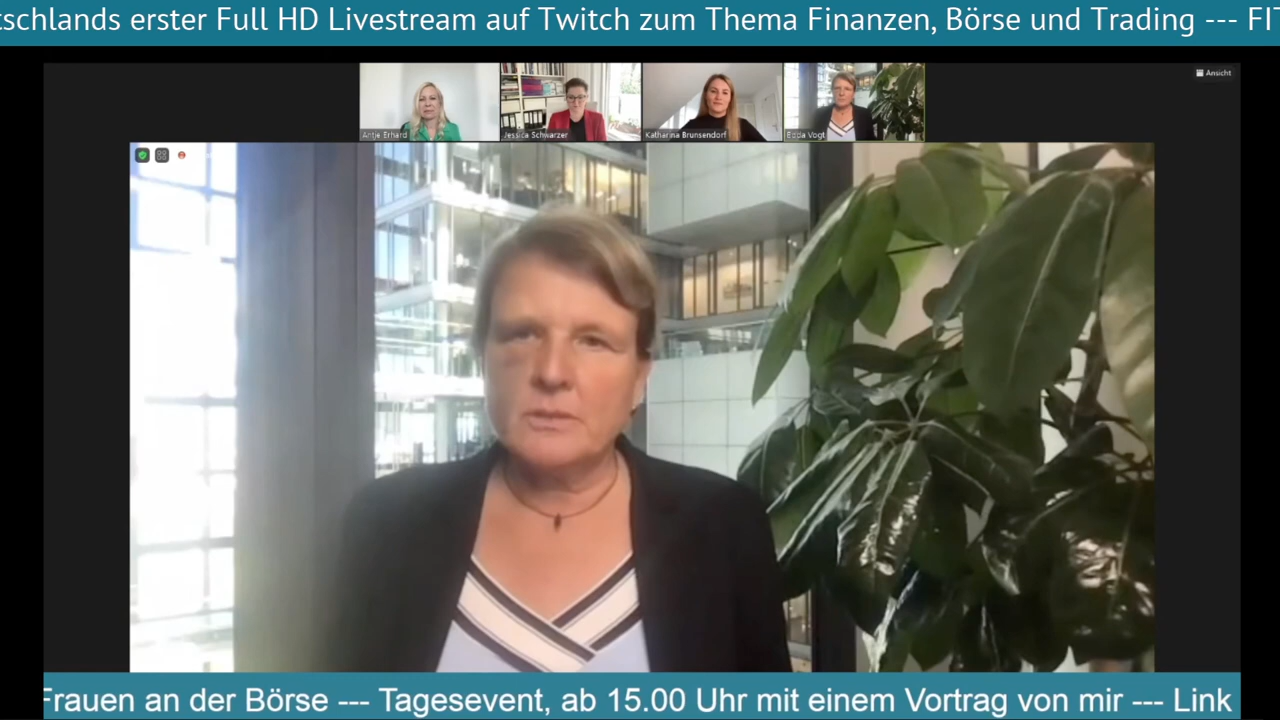 tschlands erster Full HD Livestream auf Twitch zum Thema Finanzen, Börse und Trading --- FIT
Ansicht
Antje Erhard
Jessica Schwarzer
Katharina Brunsendorf
Edda Vogt
Frauen an der Börse --- Tagesevent, ab 15.00 Uhr mit einem Vortrag von mir --- Link